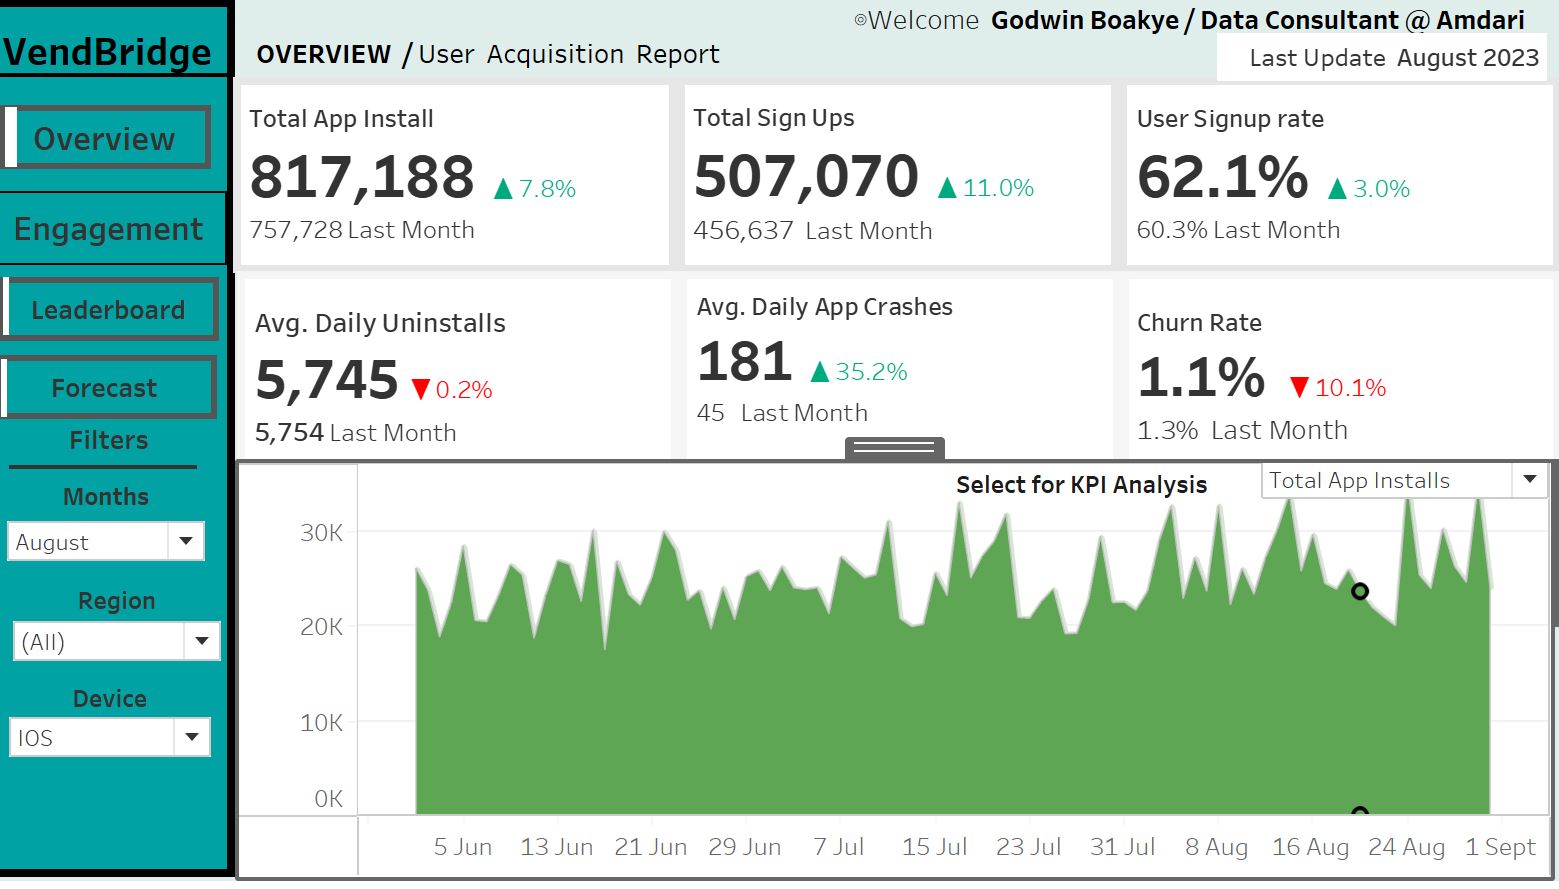 VendBridge
Overview
Engagement
Leaderboard
Forecast
Filters
Months
August
Region
(All)
Device
IOS
Welcome Godwin Boakye / Data Consultant @ Amdari
OVERVIEW / User Acquisition Report
Last Update August 2023
Total App Install
817,188 ▲ 7.8%
757,728 Last Month
Total Sign Ups
507,070 ▲ 11.0%
456,637 Last Month
User Signup rate
62.1% ▲ 3.0%
60.3% Last Month
Avg. Daily Uninstalls
5,745 ▼ 0.2%
5,754 Last Month
Avg. Daily App Crashes
181 ▲ 35.2%
45 Last Month
Churn Rate
1.1% ▼ 10.1%
1.3% Last Month
Select for KPI Analysis
Total App Installs
30K
20K
10K
0K
5 Jun 13 Jun 21 Jun 29 Jun 7 Jul 15 Jul 23 Jul 31 Jul 8 Aug 16 Aug 24 Aug 1 Sept